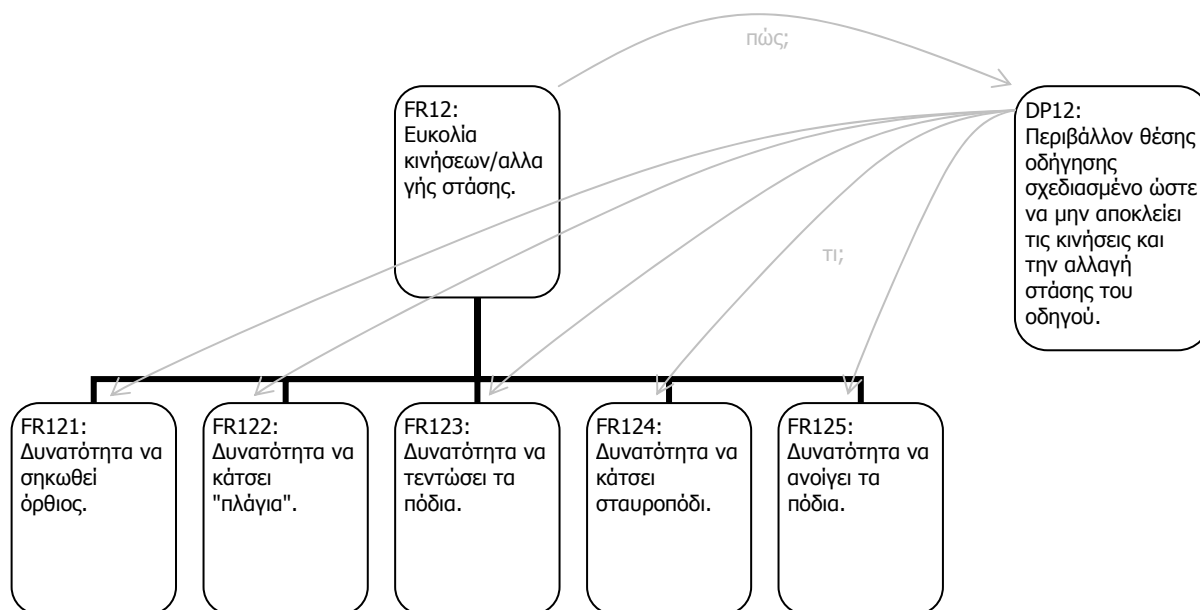 πώς;
FR12:
Ευκολία
κινήσεων/αλλα
γής στάσης.
DP12:
Περιβάλλον θέσης
οδήγησης
σχεδιασμένο ώστε
να μην αποκλείει
τις κινήσεις και
την αλλαγή
στάσης του
οδηγού.
τι;
FR121:
Δυνατότητα να
σηκωθεί
όρθιος.
FR122:
Δυνατότητα να
κάτσει
"πλάγια".
FR123:
Δυνατότητα να
τεντώσει τα
πόδια.
FR124:
Δυνατότητα να
κάτσει
σταυροπόδι.
FR125:
Δυνατότητα να
ανοίγει τα
πόδια.